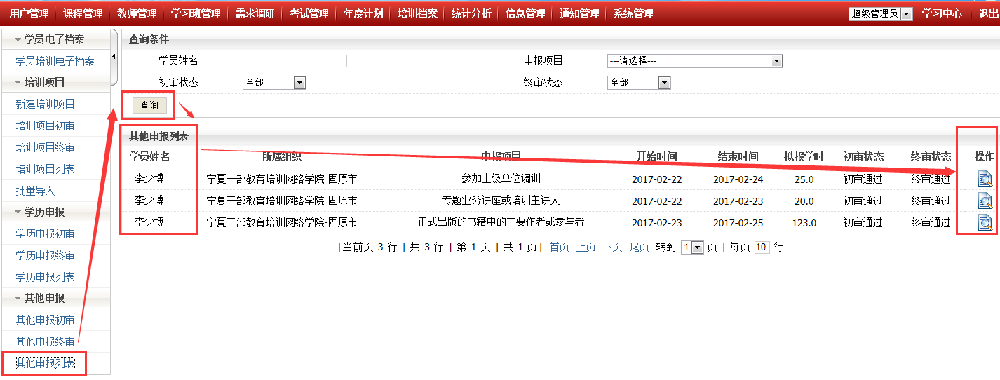 用户管理 课程管理 教师管理 学习班管理 需求调研 考试管理 年度计划 培训档案 统计分析 信息管理 通知管理 系统管理 超级管理员 学习中心 退出
学员电子档案
学员培训电子档案
培训项目
新建培训项目
培训项目初审
培训项目终审
培训项目列表
批量导入
学历申报
学历申报初审
学历申报终审
学历申报列表
其他申报
其他申报初审
其他申报终审
其他申报列表
查询条件
学员姓名 申报项目 ---请选择---
初审状态 全部 终审状态 全部
查询
其他申报列表
学员姓名 所属组织 申报项目 开始时间 结束时间 拟报学时 初审状态 终审状态 操作
李少博 宁夏干部教育培训网络学院-固原市 参加上级单位调训 2017-02-22 2017-02-24 25.0 初审通过 终审通过
李少博 宁夏干部教育培训网络学院-固原市 专题业务讲座或培训主讲人 2017-02-22 2017-02-23 20.0 初审通过 终审通过
李少博 宁夏干部教育培训网络学院-固原市 正式出版的书籍中的主要作者或参与者 2017-02-23 2017-02-25 123.0 初审通过 终审通过
[当前页 3 行 | 共 3 行 | 第 1 页 | 共 1 页] 首页 上页 下页 尾页 转到 1 页 | 每页 10 行